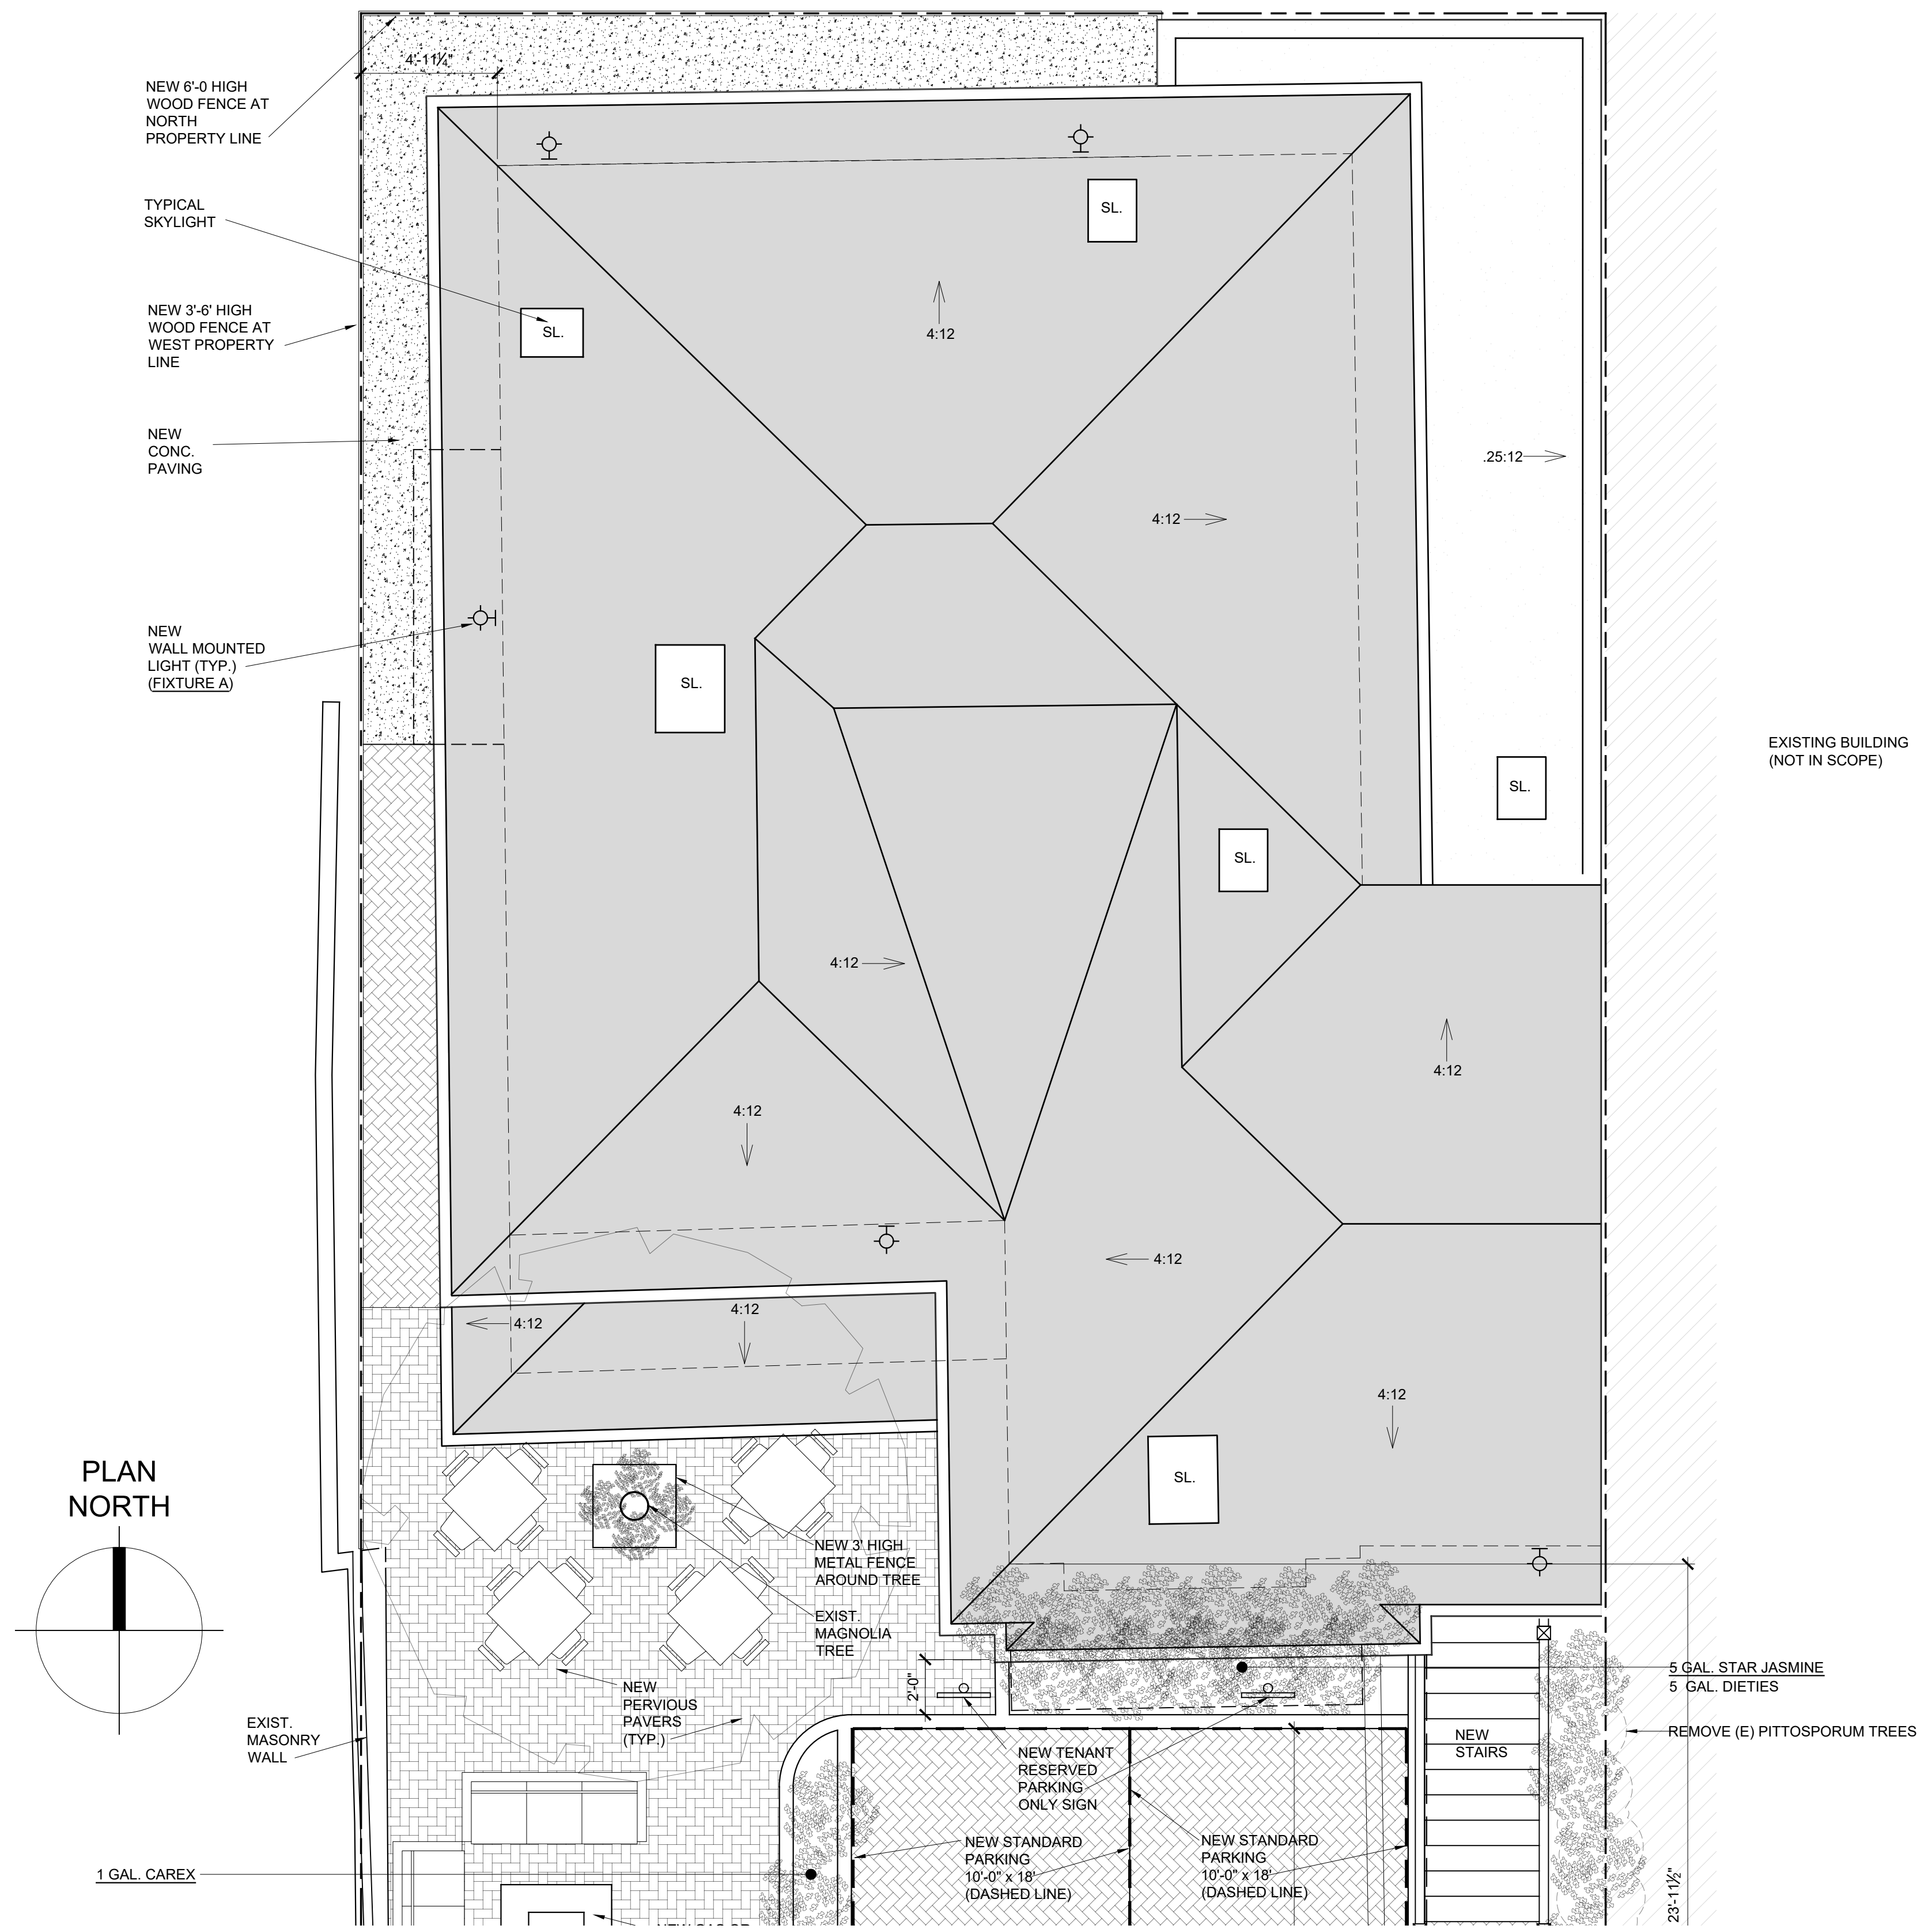 4'-11¼"
NEW 6'-0 HIGH
WOOD FENCE AT
NORTH
PROPERTY LINE
TYPICAL
SKYLIGHT
SL.
SL.
NEW 3'-6' HIGH
WOOD FENCE AT
WEST PROPERTY
LINE
4:12
NEW
CONC.
PAVING
.25:12
4:12
NEW
WALL MOUNTED
LIGHT (TYP.)
(FIXTURE A)
SL.
EXISTING BUILDING
(NOT IN SCOPE)
SL.
SL.
4:12
4:12
4:12
4:12
4:12
4:12
4:12
SL.
PLAN
NORTH
NEW 3' HIGH
METAL FENCE
AROUND TREE
EXIST.
MAGNOLIA
TREE
2'-0"
NEW
PERVIOUS
PAVERS
(TYP.)
5 GAL. STAR JASMINE
5 GAL. DIETIES
EXIST.
MASONRY
WALL
NEW
STAIRS
REMOVE (E) PITTOSPORUM TREES
NEW TENANT
RESERVED
PARKING
ONLY SIGN
NEW STANDARD
PARKING
10'-0" x 18'
(DASHED LINE)
NEW STANDARD
PARKING
10'-0" x 18'
(DASHED LINE)
1 GAL. CAREX
23'-11½"